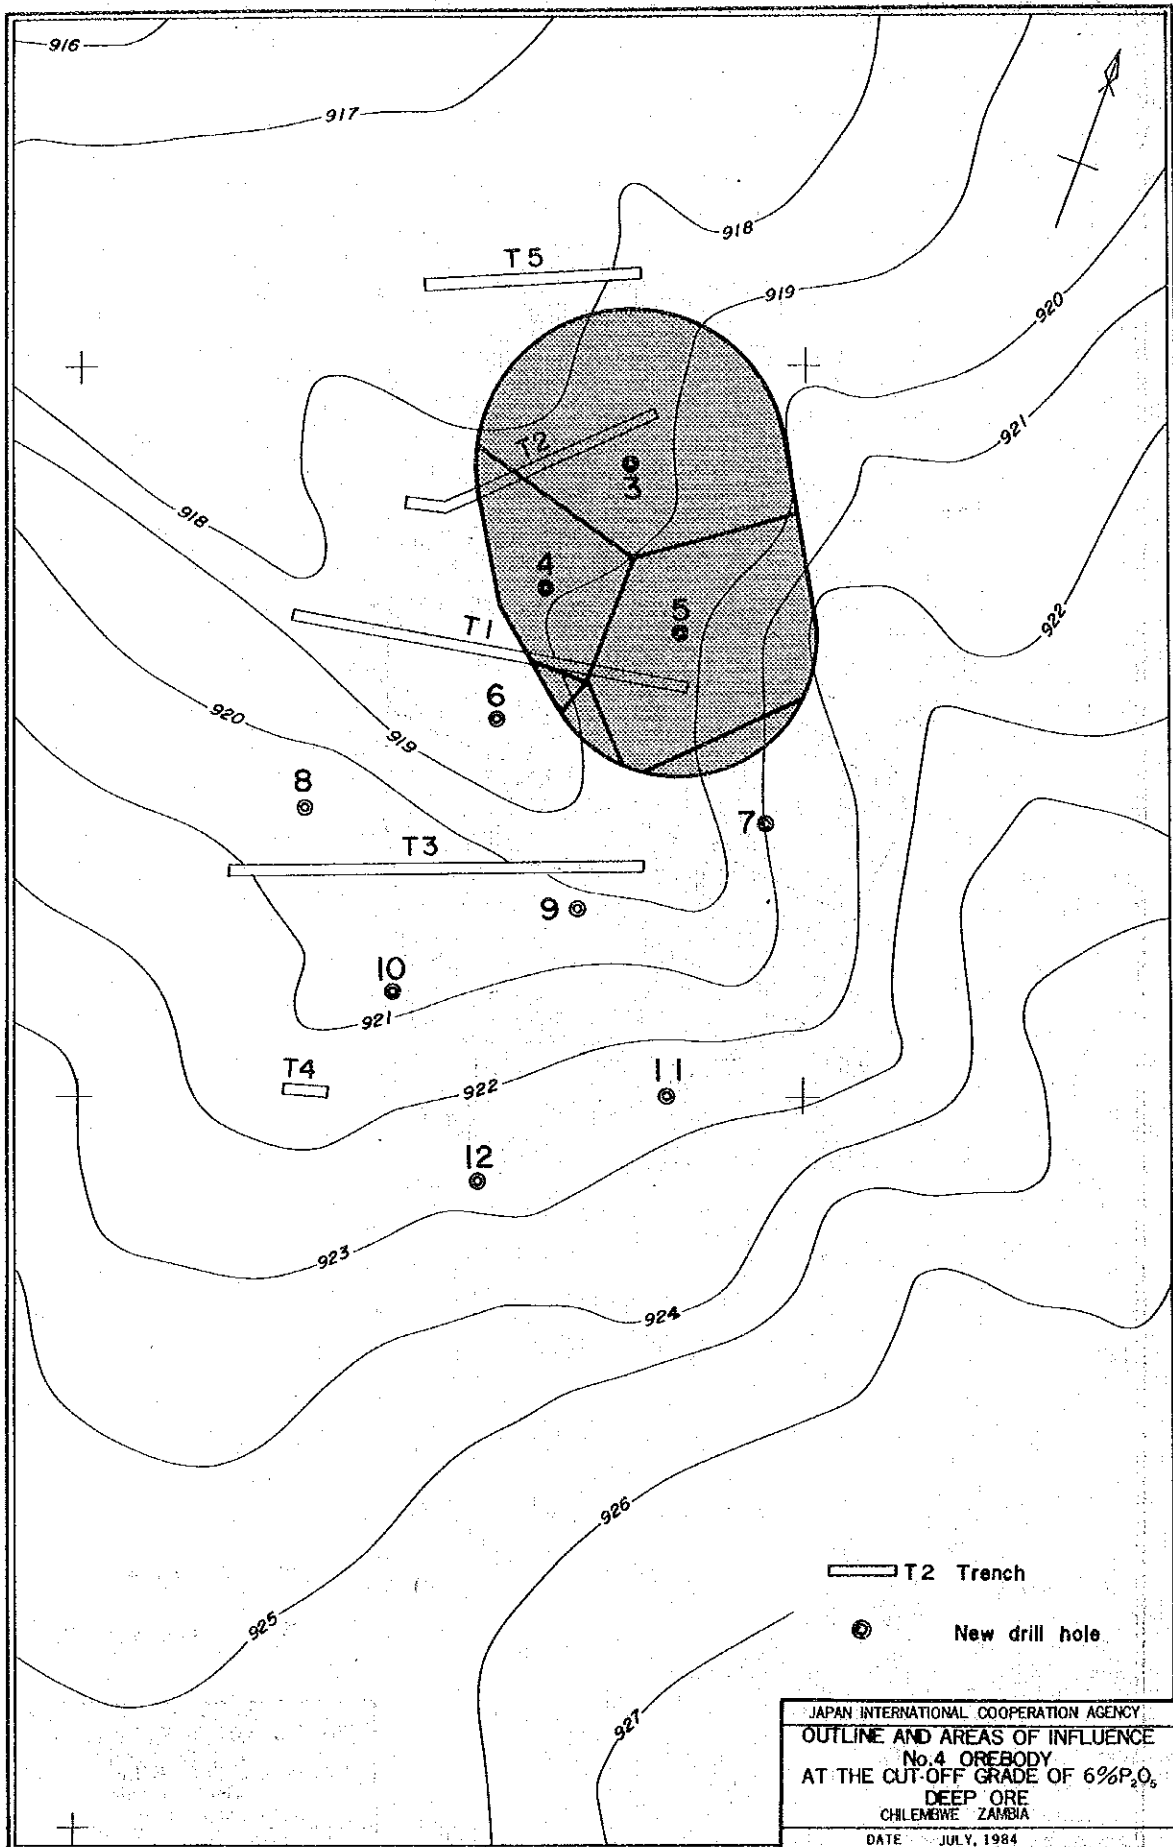 916
917
918
T5
919
920
921
T2
3
918
4
5
922
T1
6
920
919
8
7
T3
9
10
921
T4
922
11
12
923
924
926
T2 Trench
925
New drill hole
927
JAPAN INTERNATIONAL COOPERATION AGENCY
OUTLINE AND AREAS OF INFLUENCE
No.4 OREBODY
AT THE CUT-OFF GRADE OF 6%P₂O₅
DEEP ORE
CHILEMBWE ZAMBIA
DATE JULY, 1984